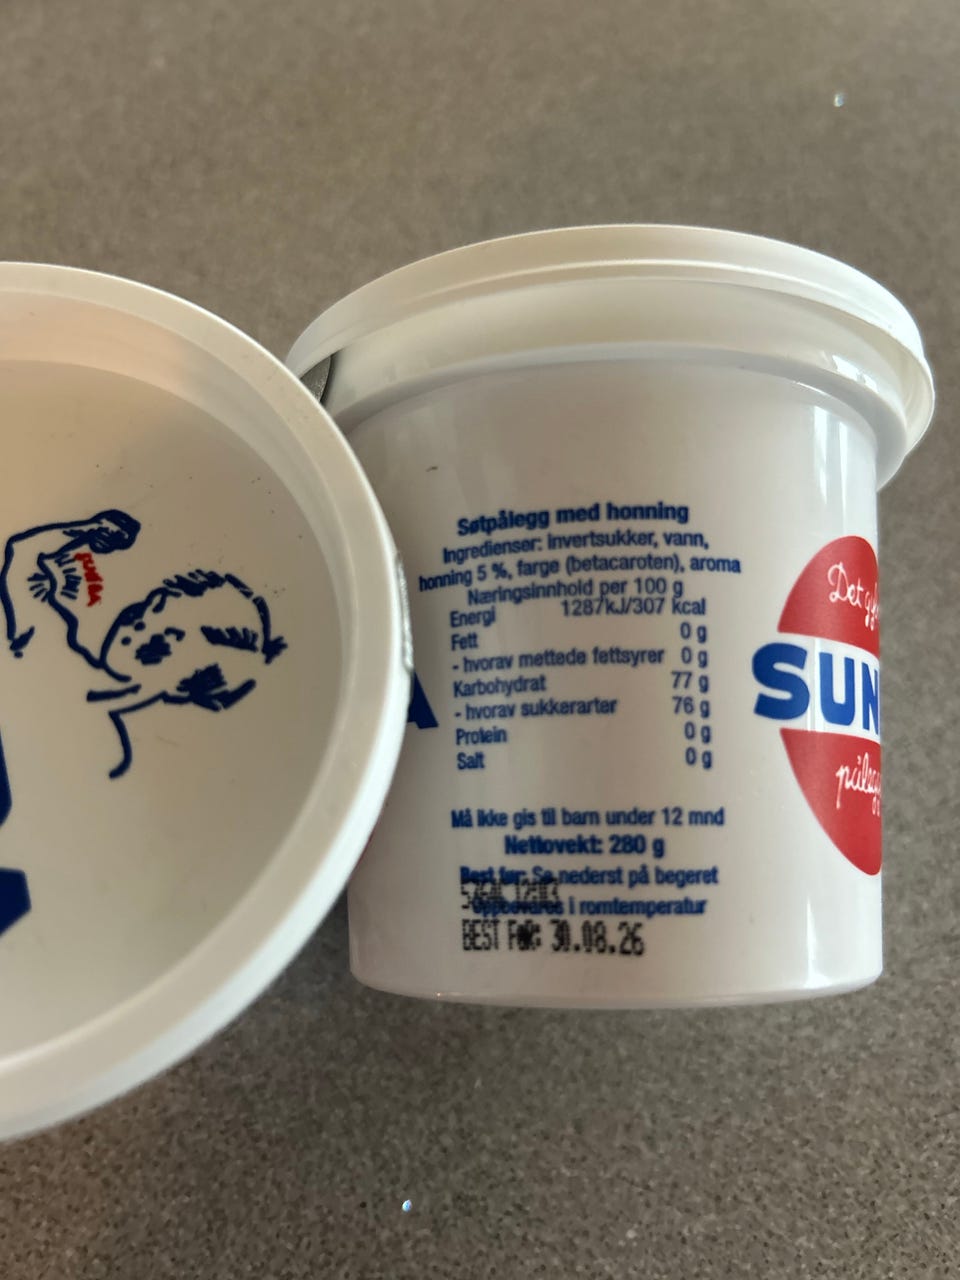 Søtpålegg med honning
Ingredienser: Invertsukker, vann,
honning 5 %, farge (betacaroten), aroma
Næringsinnhold per 100 g
Energi 1287kJ/307 kcal
Fett 0 g
- hvorav mettede fettsyrer 0 g
Karbohydrat 77 g
- hvorav sukkerarter 76 g
Protein 0 g
Salt 0 g
Må ikke gis til barn under 12 mnd
Nettovekt: 280 g
Best før: Se nederst på begeret
Oppbevares i romtemperatur
BEST FØR: 30.08.26
A
Det
SUN